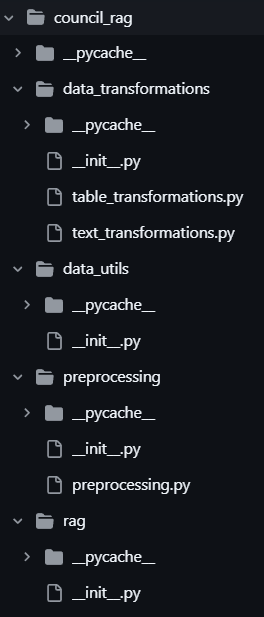 council_rag
__pycache__
data_transformations
__pycache__
__init__.py
table_transformations.py
text_transformations.py
data_utils
__pycache__
__init__.py
preprocessing
__pycache__
__init__.py
preprocessing.py
rag
__pycache__
__init__.py